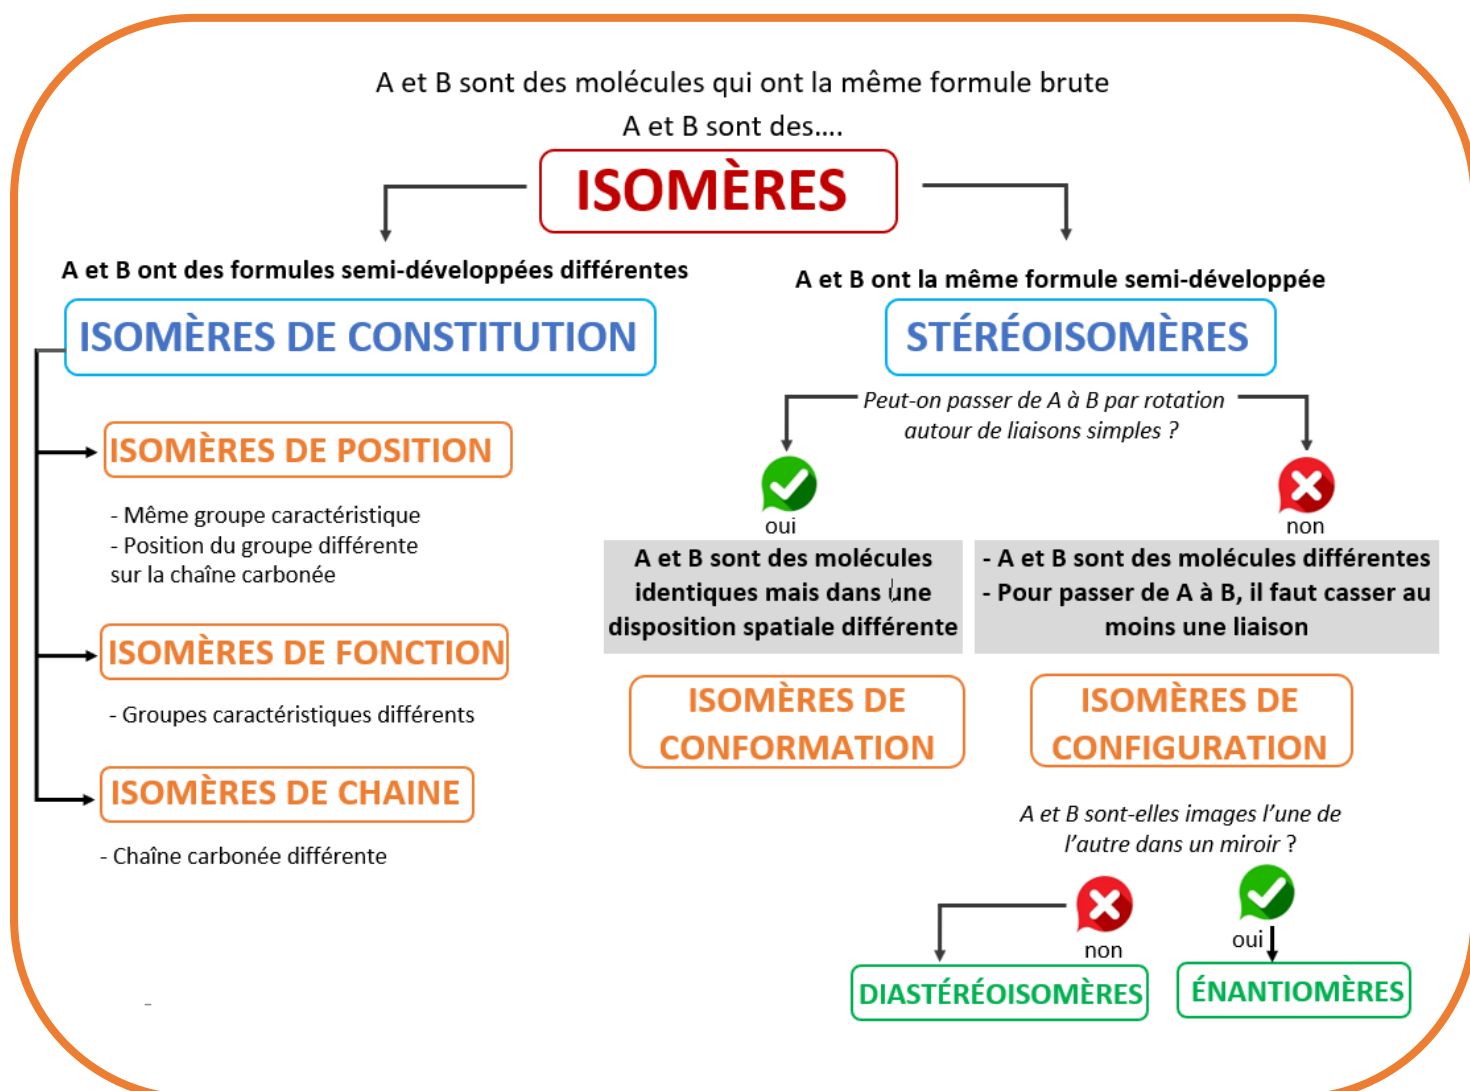 A et B sont des molécules qui ont la même formule brute
A et B sont des....
ISOMÈRES
A et B ont des formules semi-développées différentes
ISOMÈRES DE CONSTITUTION
ISOMÈRES DE POSITION
- Même groupe caractéristique
- Position du groupe différente
sur la chaîne carbonée
ISOMÈRES DE FONCTION
- Groupes caractéristiques différents
ISOMÈRES DE CHAINE
- Chaîne carbonée différente
-
A et B ont la même formule semi-développée
STÉRÉOISOMÈRES
Peut-on passer de A à B par rotation
autour de liaisons simples ?
oui
A et B sont des molécules
identiques mais dans une
disposition spatiale différente
ISOMÈRES DE
CONFORMATION
non
- A et B sont des molécules différentes
- Pour passer de A à B, il faut casser au
moins une liaison
ISOMÈRES DE
CONFIGURATION
A et B sont-elles images l’une de
l’autre dans un miroir ?
non
DIASTÉRÉOISOMÈRES
oui
ÉNANTIOMÈRES